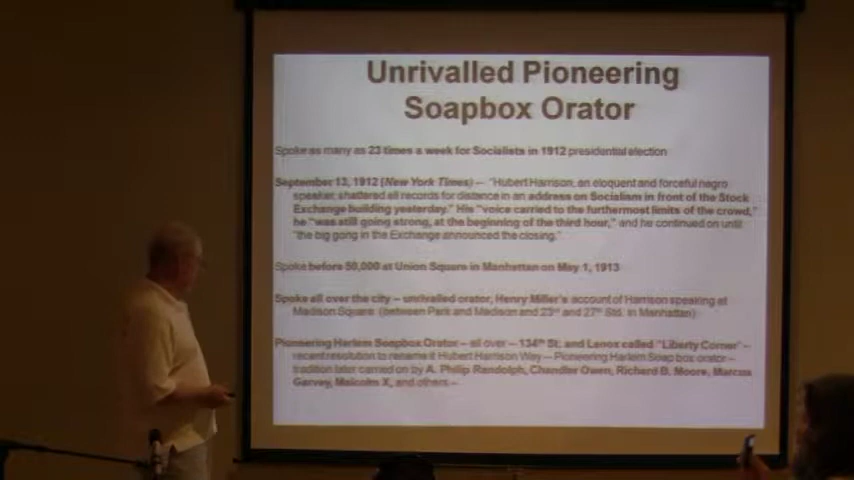 Unrivalled Pioneering
Soapbox Orator
Spoke as many as 23 times a week for Socialists in 1912 presidential election
September 13, 1912 (New York Times) – "Hubert Harrison, an eloquent and forceful negro
speaker, shattered all records for distance in an address on Socialism in front of the Stock
Exchange building yesterday." His "voice carried to the furthermost limits of the crowd,"
he "was still going strong, at the beginning of the third hour," and he continued on until
"the big gong in the Exchange announced the closing."
Spoke before 50,000 at Union Square in Manhattan on May 1, 1913
Spoke all over the city – unrivalled orator, Henry Miller's account of Harrison speaking at
Madison Square (between Park and Madison and 23rd and 27th Sts. in Manhattan)
Pioneering Harlem Soapbox Orator – all over – 134th St. and Lenox called "Liberty Corner" –
recent resolution to rename it Hubert Harrison Way – Pioneering Harlem Soap box orator –
tradition later carried on by A. Philip Randolph, Chandler Owen, Richard B. Moore, Marcus
Garvey, Malcolm X, and others –